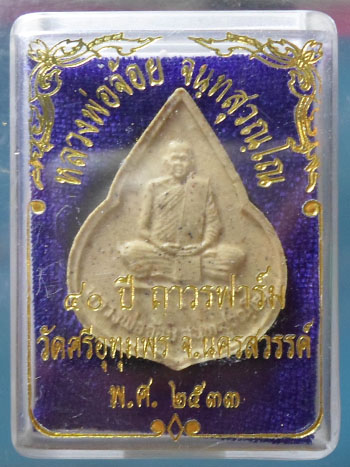 หลวงพ่อจ้อย จนฺทสุวณฺโณ
๔๐ ปี ถาวรฟาร์ม
วัดศรีอุทุมพร จ.นครสวรรค์
พ.ศ. ๒๕๓๓